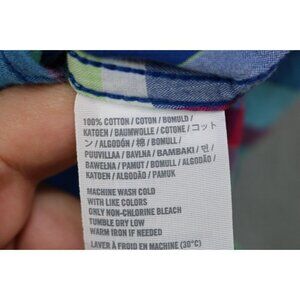 100% COTTON / COTON / BOMULD /
KATOEN / BAUMWOLLE / COTONE / コット
ン / ALGODÓN / 棉 / BOMULL /
PUUVILLAA / BAVLNA / BAMBAKI / 면 /
BAWEŁNA / PAMUT / BOMULL / ALGODÃO /
KATOEN / ALGODÃO / PAMUK
MACHINE WASH COLD
WITH LIKE COLORS
ONLY NON-CHLORINE BLEACH
TUMBLE DRY LOW
WARM IRON IF NEEDED
LAVER À FROID EN MACHINE (30°C)